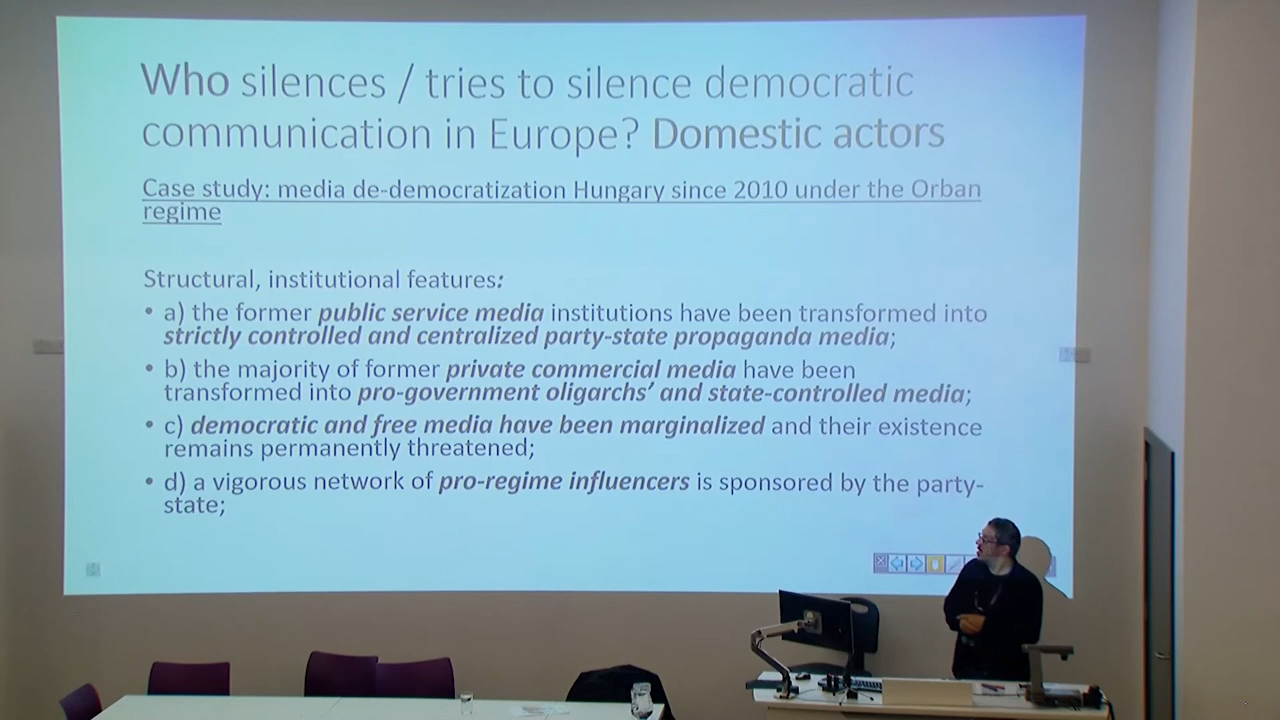 Who silences / tries to silence democratic
communication in Europe? Domestic actors
Case study: media de-democratization Hungary since 2010 under the Orban
regime
Structural, institutional features:
• a) the former public service media institutions have been transformed into
strictly controlled and centralized party-state propaganda media;
• b) the majority of former private commercial media have been
transformed into pro-government oligarchs’ and state-controlled media;
• c) democratic and free media have been marginalized and their existence
remains permanently threatened;
• d) a vigorous network of pro-regime influencers is sponsored by the party-
state;